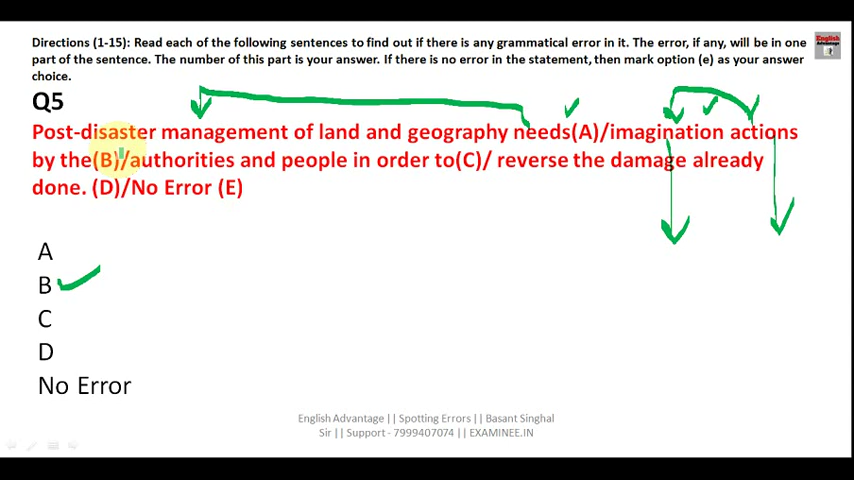 Directions (1-15): Read each of the following sentences to find out if there is any grammatical error in it. The error, if any, will be in one
part of the sentence. The number of this part is your answer. If there is no error in the statement, then mark option (e) as your answer
choice.
English
Advantage
Q5
Post-disaster management of land and geography needs(A)/imagination actions
by the(B)/authorities and people in order to(C)/ reverse the damage already
done. (D)/No Error (E)
A
B
C
D
No Error
English Advantage || Spotting Errors || Basant Singhal
Sir || Support - 7999407074 || EXAMINEE.IN